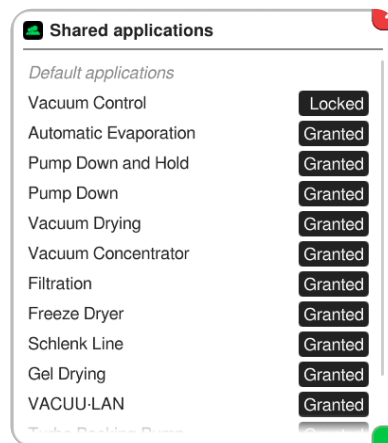 Shared applications
Default applications
Vacuum Control Locked
Automatic Evaporation Granted
Pump Down and Hold Granted
Pump Down Granted
Vacuum Drying Granted
Vacuum Concentrator Granted
Filtration Granted
Freeze Dryer Granted
Schlenk Line Granted
Gel Drying Granted
VACUU·LAN Granted